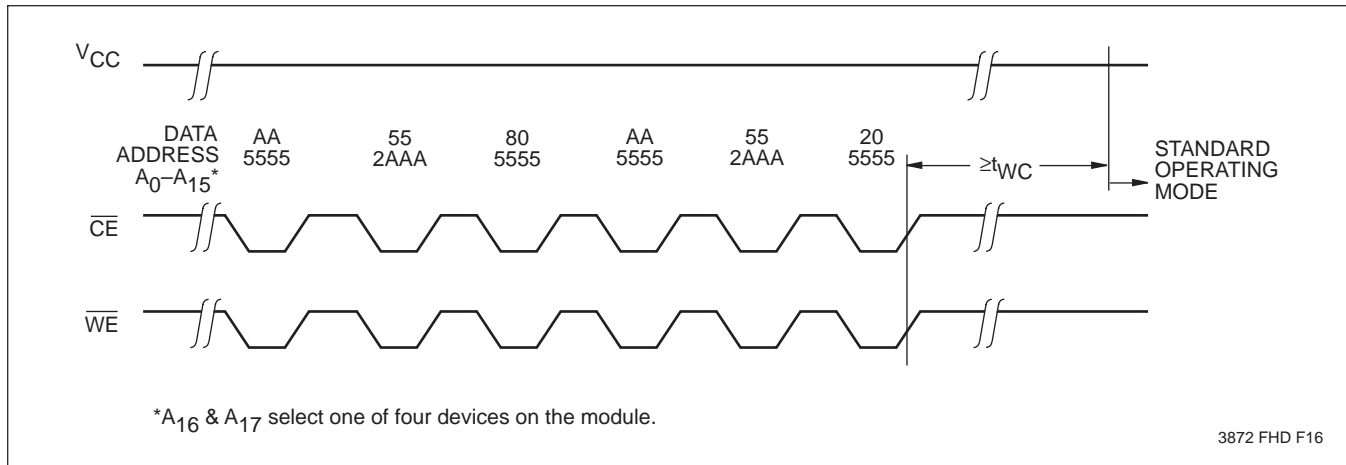 VCC
DATA AA 55 80 AA 55 20
ADDRESS 5555 2AAA 5555 5555 2AAA 5555
A0–A15*
≥tWC
STANDARD
OPERATING
MODE
CE
WE
*A16 & A17 select one of four devices on the module.
3872 FHD F16